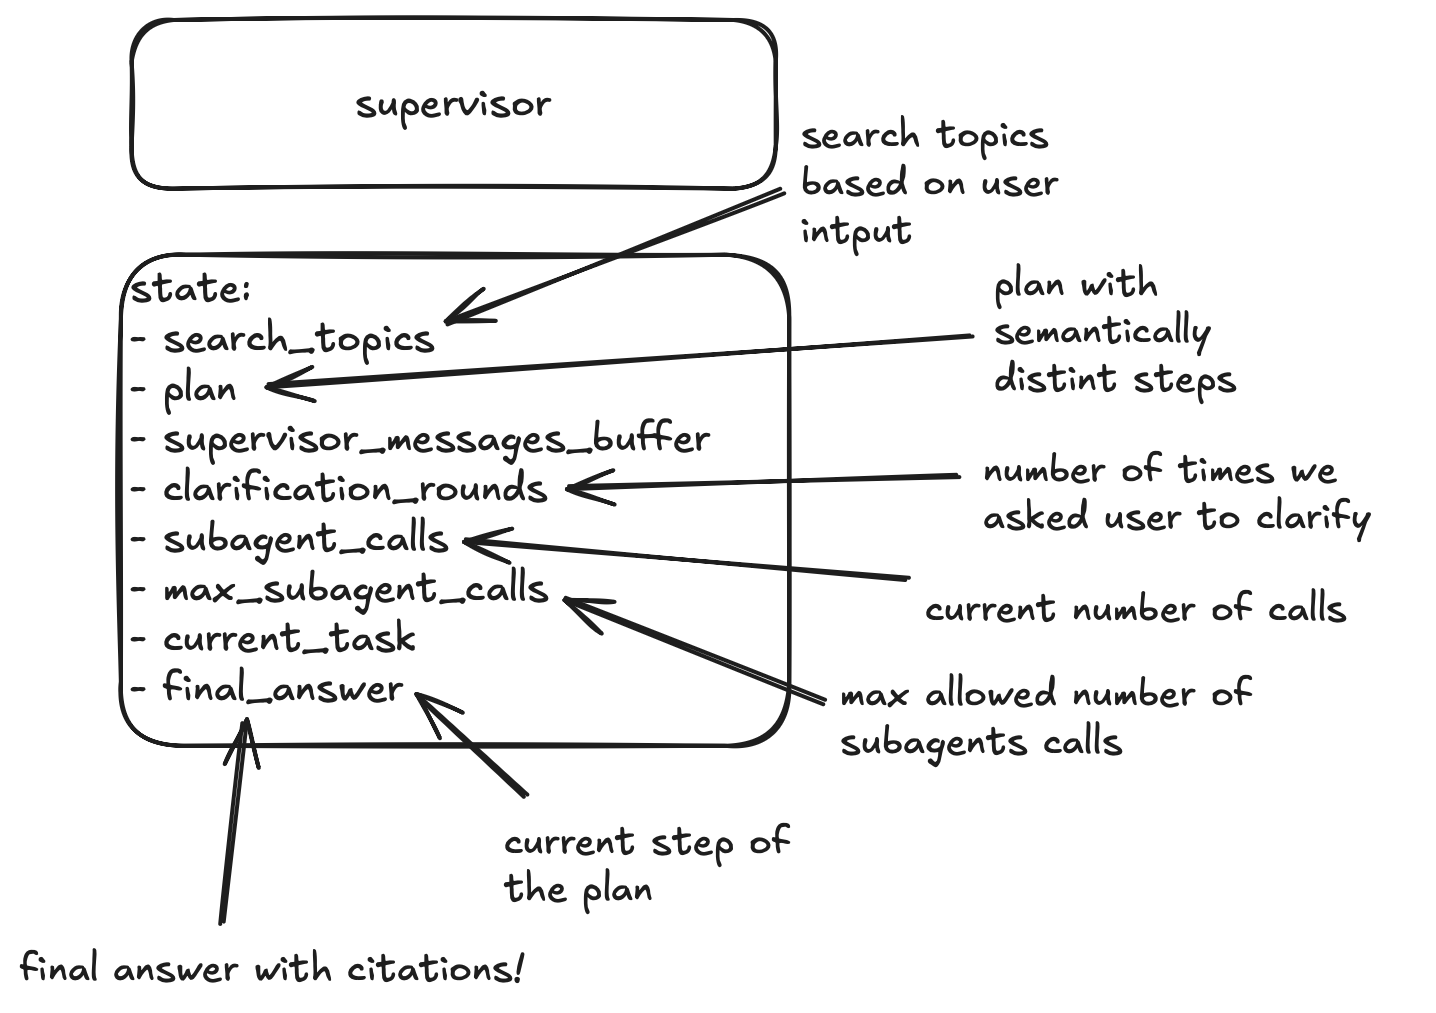 supervisor
search topics
based on user
intput
state:
- search_topics
- plan
- supervisor_messages_buffer
- clarification_rounds
- subagent_calls
- max_subagent_calls
- current_task
- final_answer
plan with
semantically
distint steps
number of times we
asked user to clarify
current number of calls
max allowed number of
subagents calls
current step of
the plan
final answer with citations!